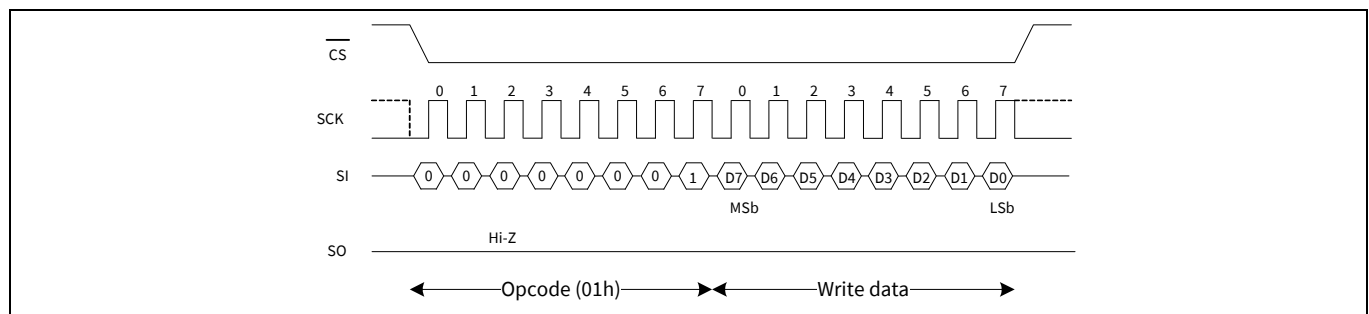 CS
0 1 2 3 4 5 6 7 0 1 2 3 4 5 6 7
SCK
SI 0 0 0 0 0 0 0 1 D7 D6 D5 D4 D3 D2 D1 D0
MSb LSb
Hi-Z
SO
Opcode (01h) Write data